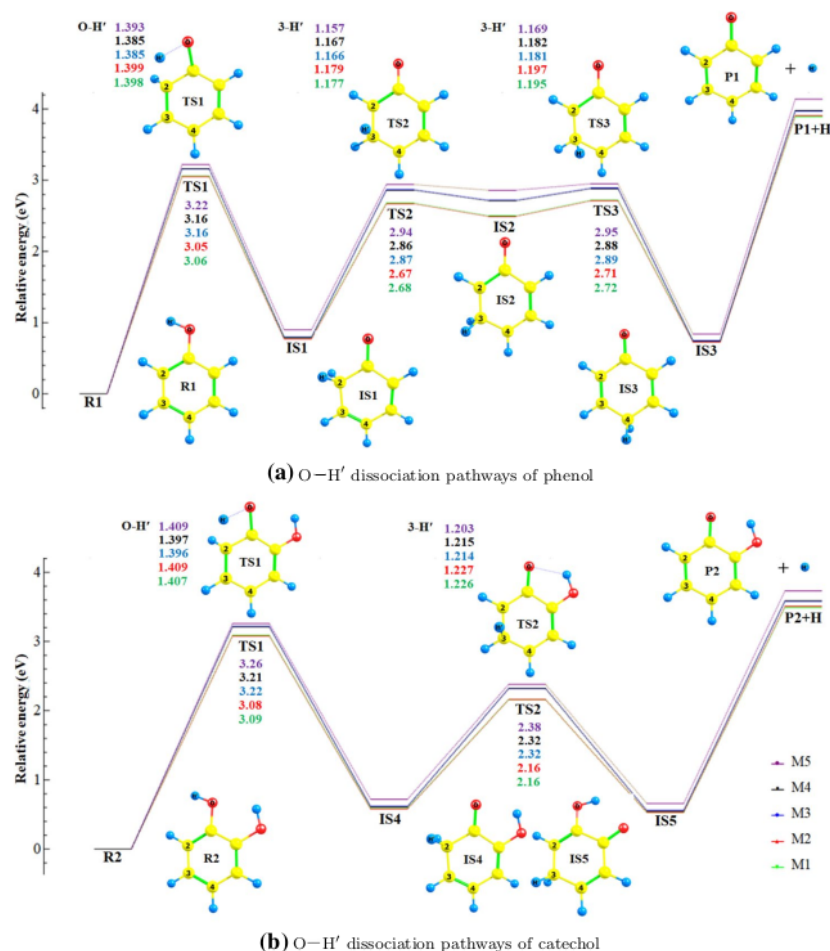 O-H′ 1.393
1.385
1.385
1.399
1.398
TS1
3-H′ 1.157
1.167
1.166
1.179
1.177
TS2
3-H′ 1.169
1.182
1.181
1.197
1.195
TS3
P1
+
P1+H
Relative energy (eV)
4
3
2
1
0
TS1
3.22
3.16
3.16
3.05
3.06
TS2
2.94
2.86
2.87
2.67
2.68
IS2
TS3
2.95
2.88
2.89
2.71
2.72
IS2
R1
R1
IS1
IS1
IS3
IS3
(a) O−H′ dissociation pathways of phenol
O-H′ 1.409
1.397
1.396
1.409
1.407
TS1
3-H′ 1.203
1.215
1.214
1.227
1.226
TS2
P2
+
P2+H
Relative energy (eV)
4
3
2
1
0
TS1
3.26
3.21
3.22
3.08
3.09
TS2
2.38
2.32
2.32
2.16
2.16
R2
R2
IS4
IS4
IS5
IS5
M5
M4
M3
M2
M1
(b) O−H′ dissociation pathways of catechol